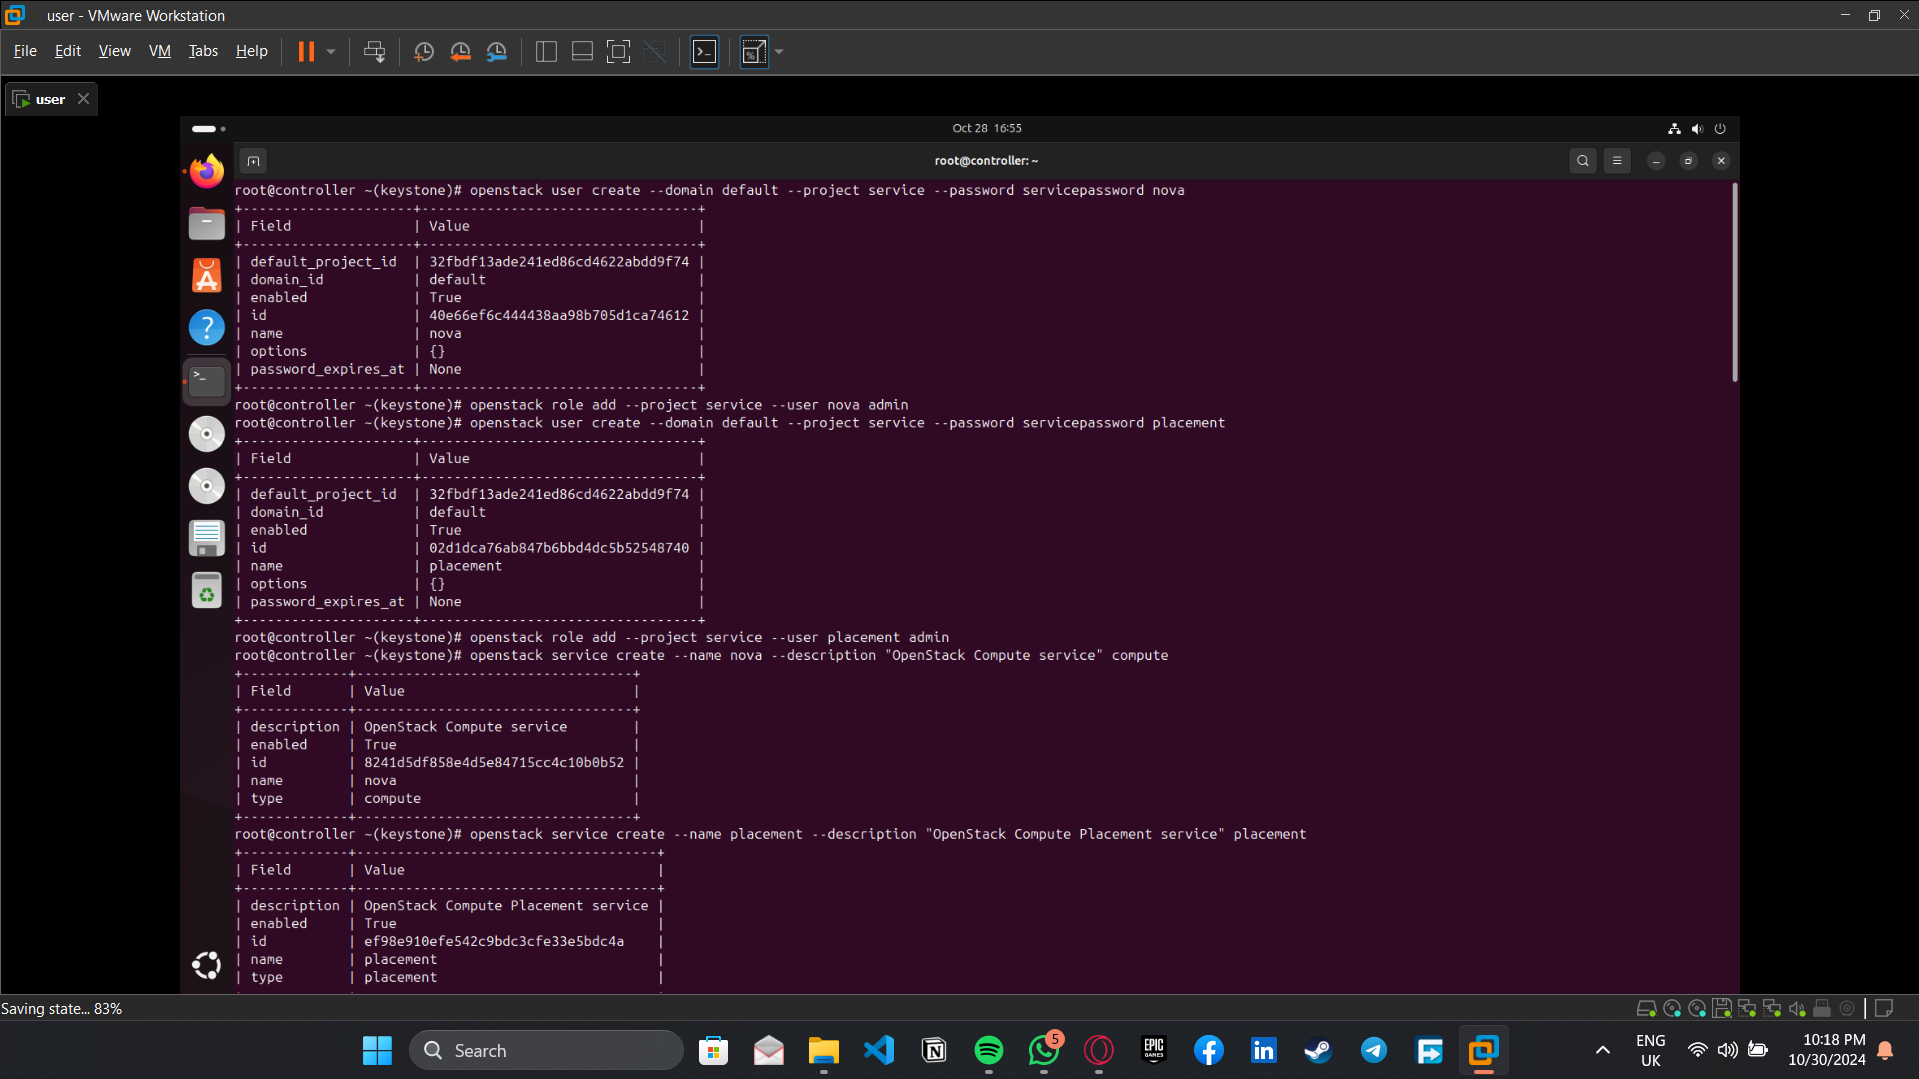 user - VMware Workstation
File Edit View VM Tabs Help
user
Oct 28 16:55
root@controller: ~
root@controller ~(keystone)# openstack user create --domain default --project service --password servicepassword nova
+----------------------+----------------------------------+
| Field | Value |
+----------------------+----------------------------------+
| default_project_id | 32fbdf13ade241ed86cd4622abdd9f74 |
| domain_id | default |
| enabled | True |
| id | 40e66ef6c444438aa98b705d1ca74612 |
| name | nova |
| options | {} |
| password_expires_at | None |
+----------------------+----------------------------------+
root@controller ~(keystone)# openstack role add --project service --user nova admin
root@controller ~(keystone)# openstack user create --domain default --project service --password servicepassword placement
+----------------------+----------------------------------+
| Field | Value |
+----------------------+----------------------------------+
| default_project_id | 32fbdf13ade241ed86cd4622abdd9f74 |
| domain_id | default |
| enabled | True |
| id | 02d1dca76ab847b6bbd4dc5b52548740 |
| name | placement |
| options | {} |
| password_expires_at | None |
+----------------------+----------------------------------+
root@controller ~(keystone)# openstack role add --project service --user placement admin
root@controller ~(keystone)# openstack service create --name nova --description "OpenStack Compute service" compute
+-------------+----------------------------------+
| Field | Value |
+-------------+----------------------------------+
| description | OpenStack Compute service |
| enabled | True |
| id | 8241d5df858e4d5e84715cc4c10b0b52 |
| name | nova |
| type | compute |
+-------------+----------------------------------+
root@controller ~(keystone)# openstack service create --name placement --description "OpenStack Compute Placement service" placement
+-------------+-------------------------------------+
| Field | Value |
+-------------+-------------------------------------+
| description | OpenStack Compute Placement service |
| enabled | True |
| id | ef98e910efe542c9bdc3cfe33e5bdc4a |
| name | placement |
| type | placement |
Saving state... 83%
Search
5
EPIC GAMES
ENG
UK
10:18 PM
10/30/2024